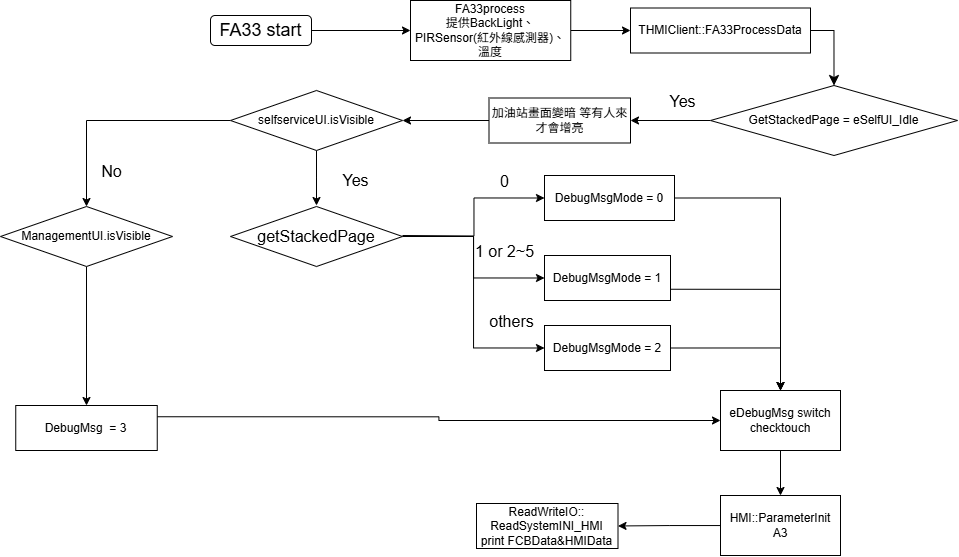 FA33 start
FA33process
提供BackLight、
PIRSensor(紅外線感測器)、
溫度
THMIClient::FA33ProcessData
GetStackedPage = eSelfUI_Idle
Yes
加油站畫面變暗 等有人來
才會增亮
selfserviceUI.isVisible
No
Yes
ManagementUI.isVisible
getStackedPage
0
DebugMsgMode = 0
1 or 2~5
DebugMsgMode = 1
others
DebugMsgMode = 2
DebugMsg  = 3
eDebugMsg switch
checktouch
HMI::ParameterInit
A3
ReadWriteIO::
ReadSystemINI_HMI
print FCBData&HMIData